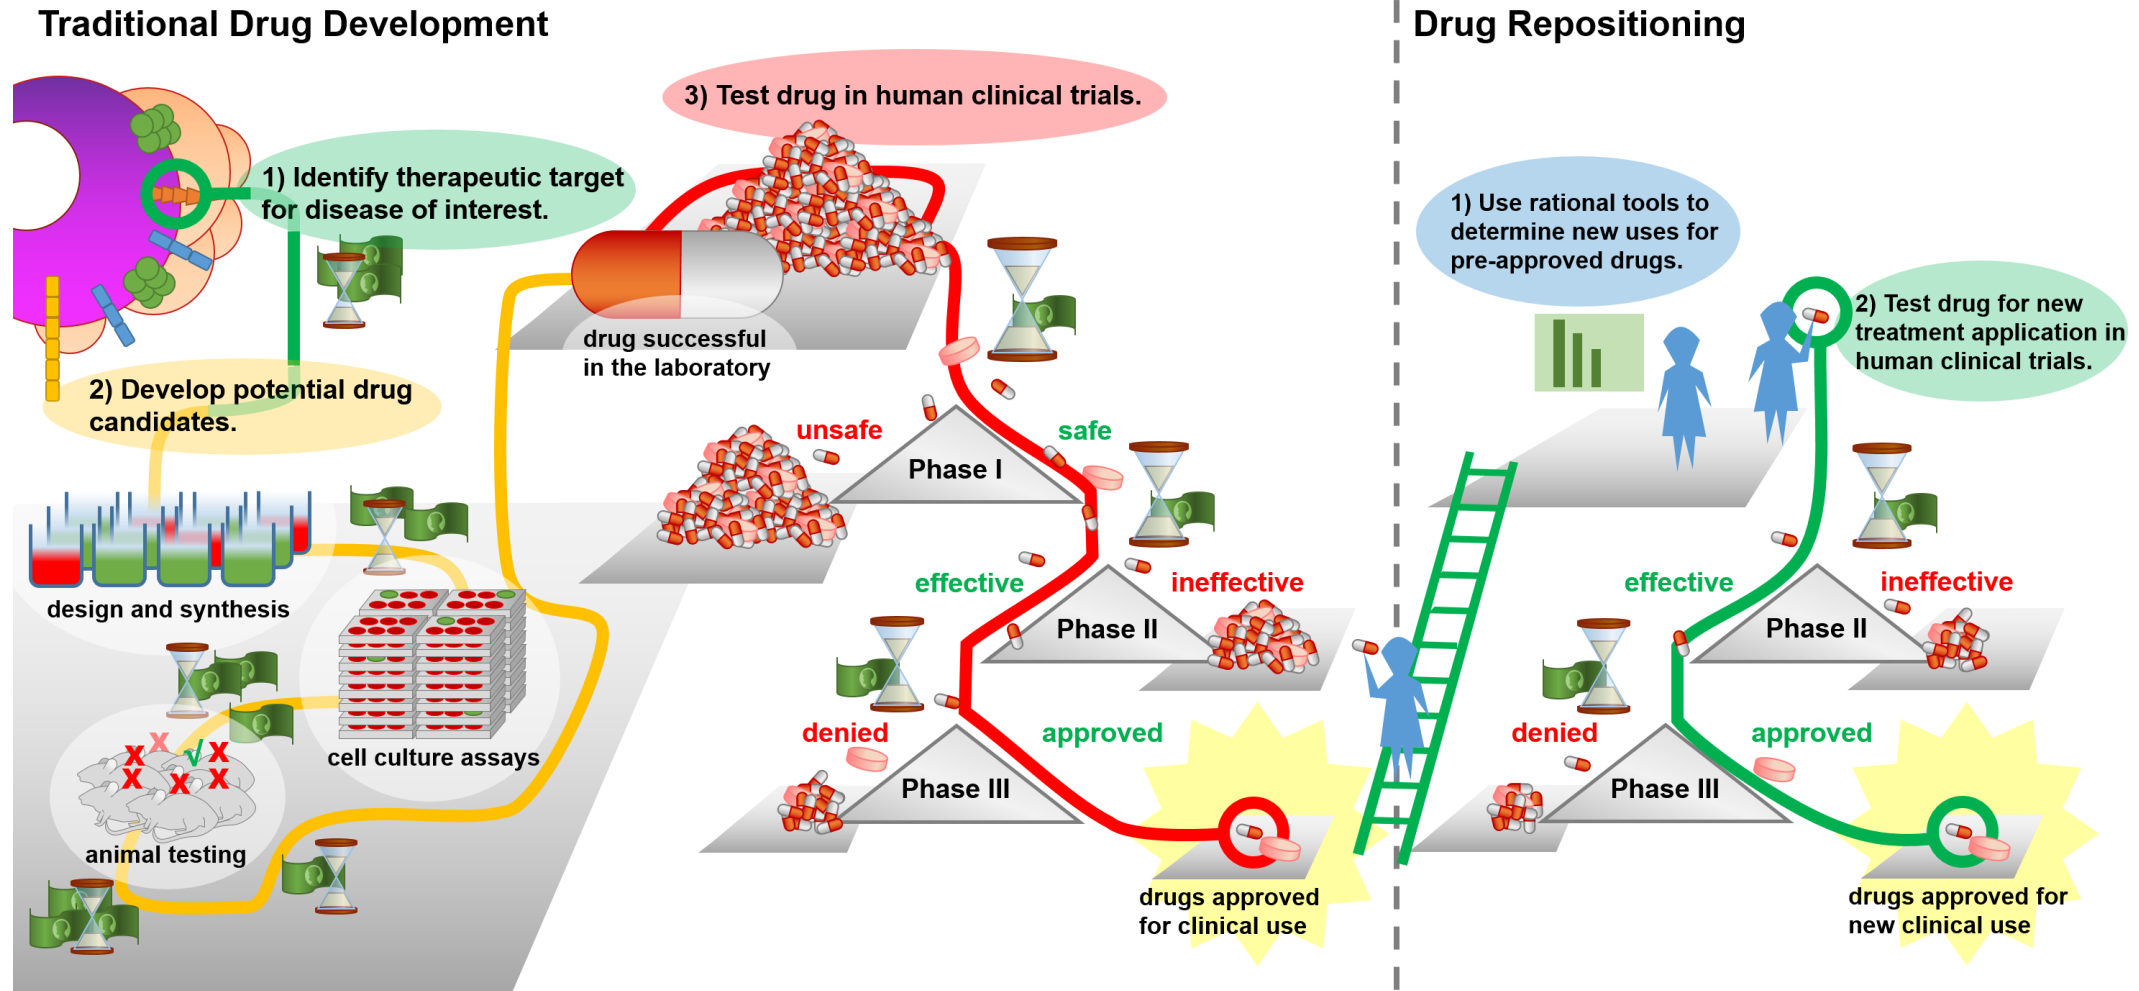 Traditional Drug Development
1) Identify therapeutic target
for disease of interest.
2) Develop potential drug
candidates.
design and synthesis
cell culture assays
x x √ x
x x x
animal testing
3) Test drug in human clinical trials.
drug successful
in the laboratory
unsafe
safe
Phase I
effective
ineffective
Phase II
denied
approved
Phase III
drugs approved
for clinical use
Drug Repositioning
1) Use rational tools to
determine new uses for
pre-approved drugs.
2) Test drug for new
treatment application in
human clinical trials.
effective
ineffective
Phase II
denied
approved
Phase III
drugs approved for
new clinical use